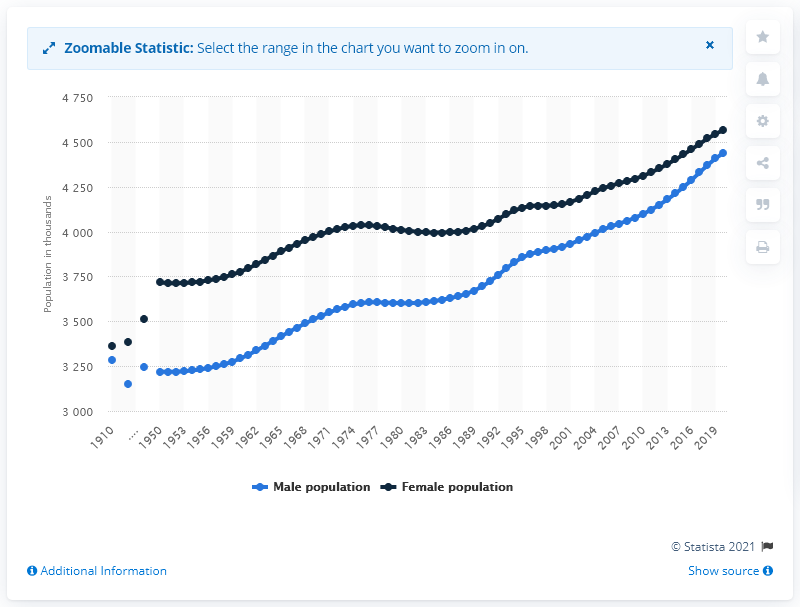 Zoomable Statistic: Select the range in the chart you want to zoom in on.
×
Population in thousands
4 750
4 500
4 250
4 000
3 750
3 500
3 250
3 000
1910 .... 1950 1953 1956 1959 1962 1965 1968 1971 1974 1977 1980 1983 1986 1989 1992 1995 1998 2001 2004 2007 2010 2013 2016 2019
Male population Female population
© Statista 2021
Additional Information Show source